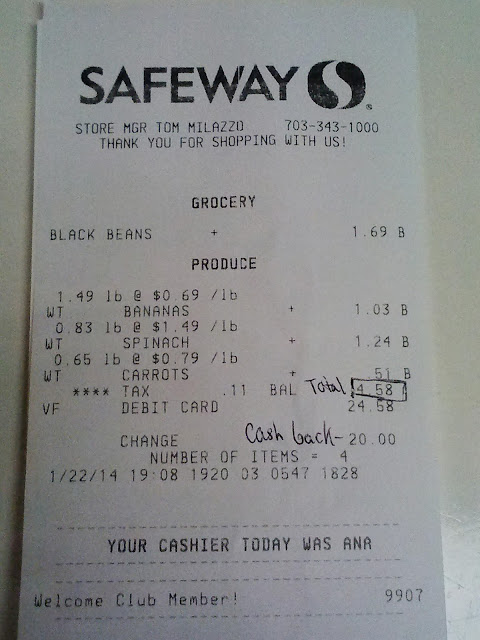 SAFEWAY ®
STORE MGR TOM MILAZZO 703-343-1000
THANK YOU FOR SHOPPING WITH US!
GROCERY
BLACK BEANS + 1.69 B
PRODUCE
1.49 lb @ $0.69 /lb
WT BANANAS + 1.03 B
0.83 lb @ $1.49 /lb
WT SPINACH + 1.24 B
0.65 lb @ $0.79 /lb
WT CARROTS + .51 B
**** TAX .11 BAL Total 4.58
VF DEBIT CARD 24.58
CHANGE Cash back- 20.00
NUMBER OF ITEMS = 4
1/22/14 19:08 1920 03 0547 1828
YOUR CASHIER TODAY WAS ANA
Welcome Club Member! 9907